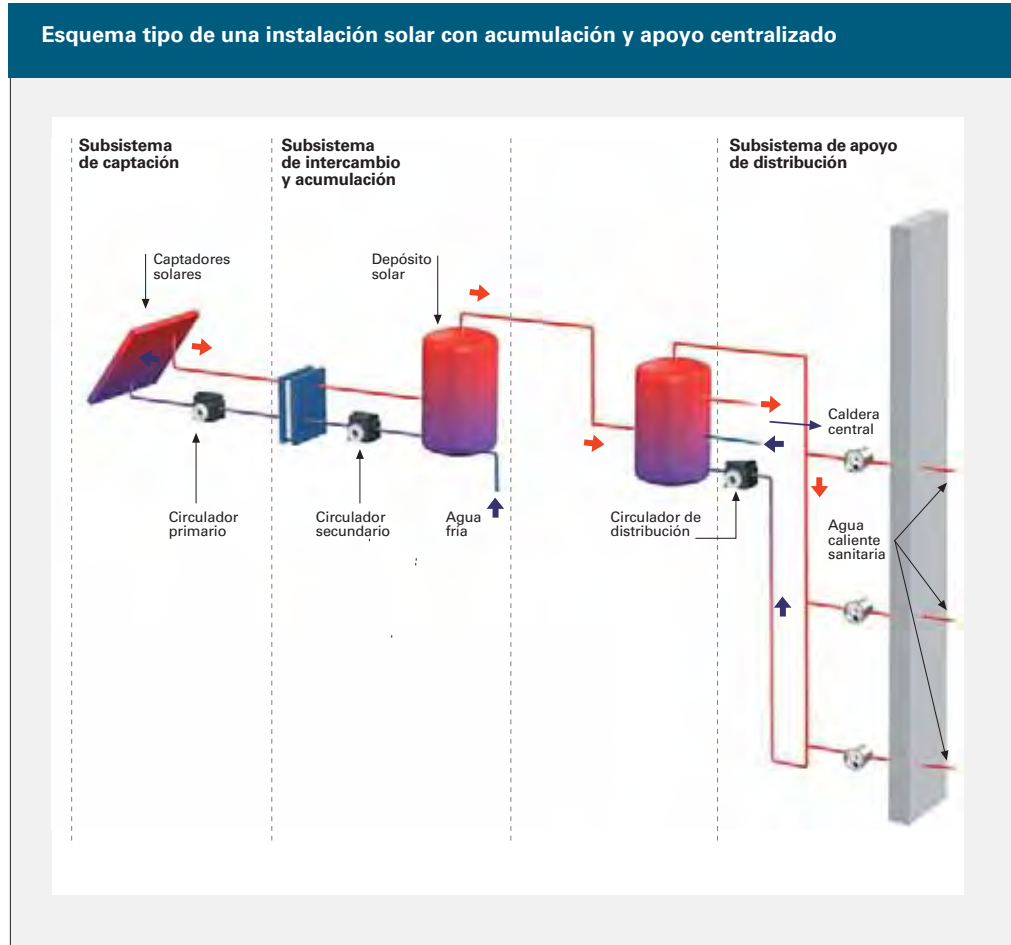 Esquema tipo de una instalación solar con acumulación y apoyo centralizado
Subsistema
de captación
Subsistema
de intercambio
y acumulación
Subsistema de apoyo
de distribución
Captadores
solares
Depósito
solar
Caldera
central
Circulador
primario
Circulador
secundario
Agua
fría
Circulador de
distribución
Agua
caliente
sanitaria